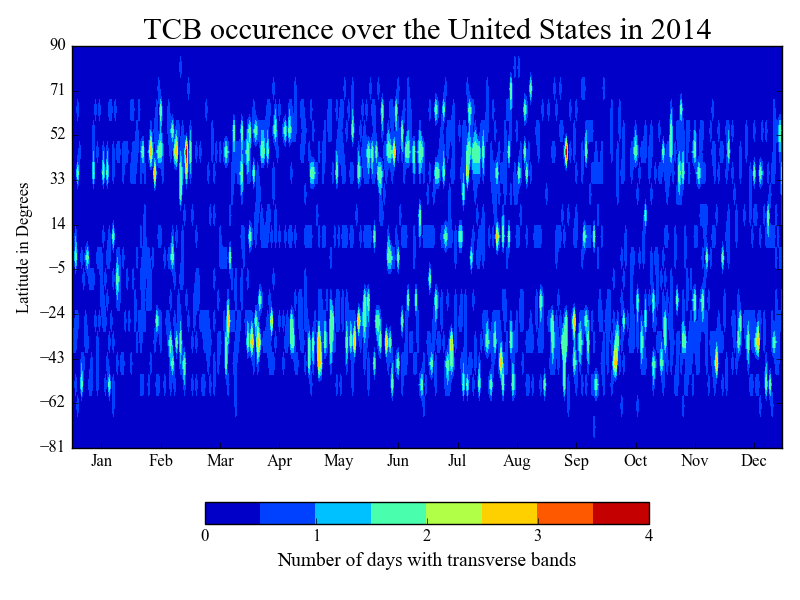 TCB occurence over the United States in 2014
90
71
52
33
14
−5
−24
−43
−62
−81
Latitude in Degrees
Jan Feb Mar Apr May Jun Jul Aug Sep Oct Nov Dec
0 1 2 3 4
Number of days with transverse bands